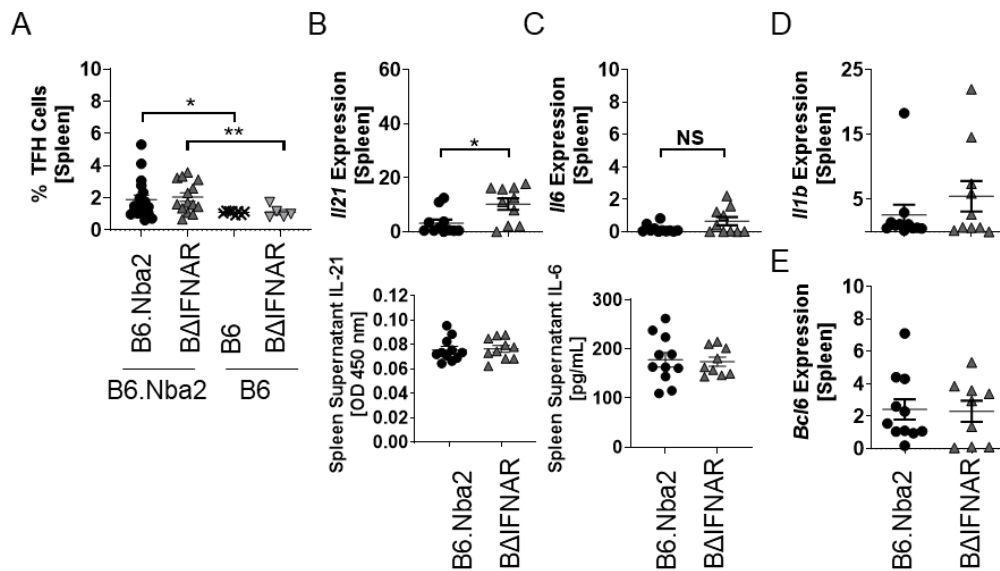 A
B
C
D
% TFH Cells
[Spleen]
10
8
6
4
2
0
*
**
B6.Nba2
BΔIFNAR
B6
BΔIFNAR
B6.Nba2
B6
Il21 Expression
[Spleen]
60
50
40
30
20
10
0
*
Il6 Expression
[Spleen]
10
8
6
4
2
0
NS
Il1b Expression
[Spleen]
25
15
5
0
Spleen Supernatant IL-21
[OD 450 nm]
0.12
0.10
0.08
0.06
0.04
0.02
0.00
B6.Nba2
BΔIFNAR
Spleen Supernatant IL-6
[pg/mL]
300
200
100
0
B6.Nba2
BΔIFNAR
E
Bcl6 Expression
[Spleen]
10
8
6
4
2
0
B6.Nba2
BΔIFNAR